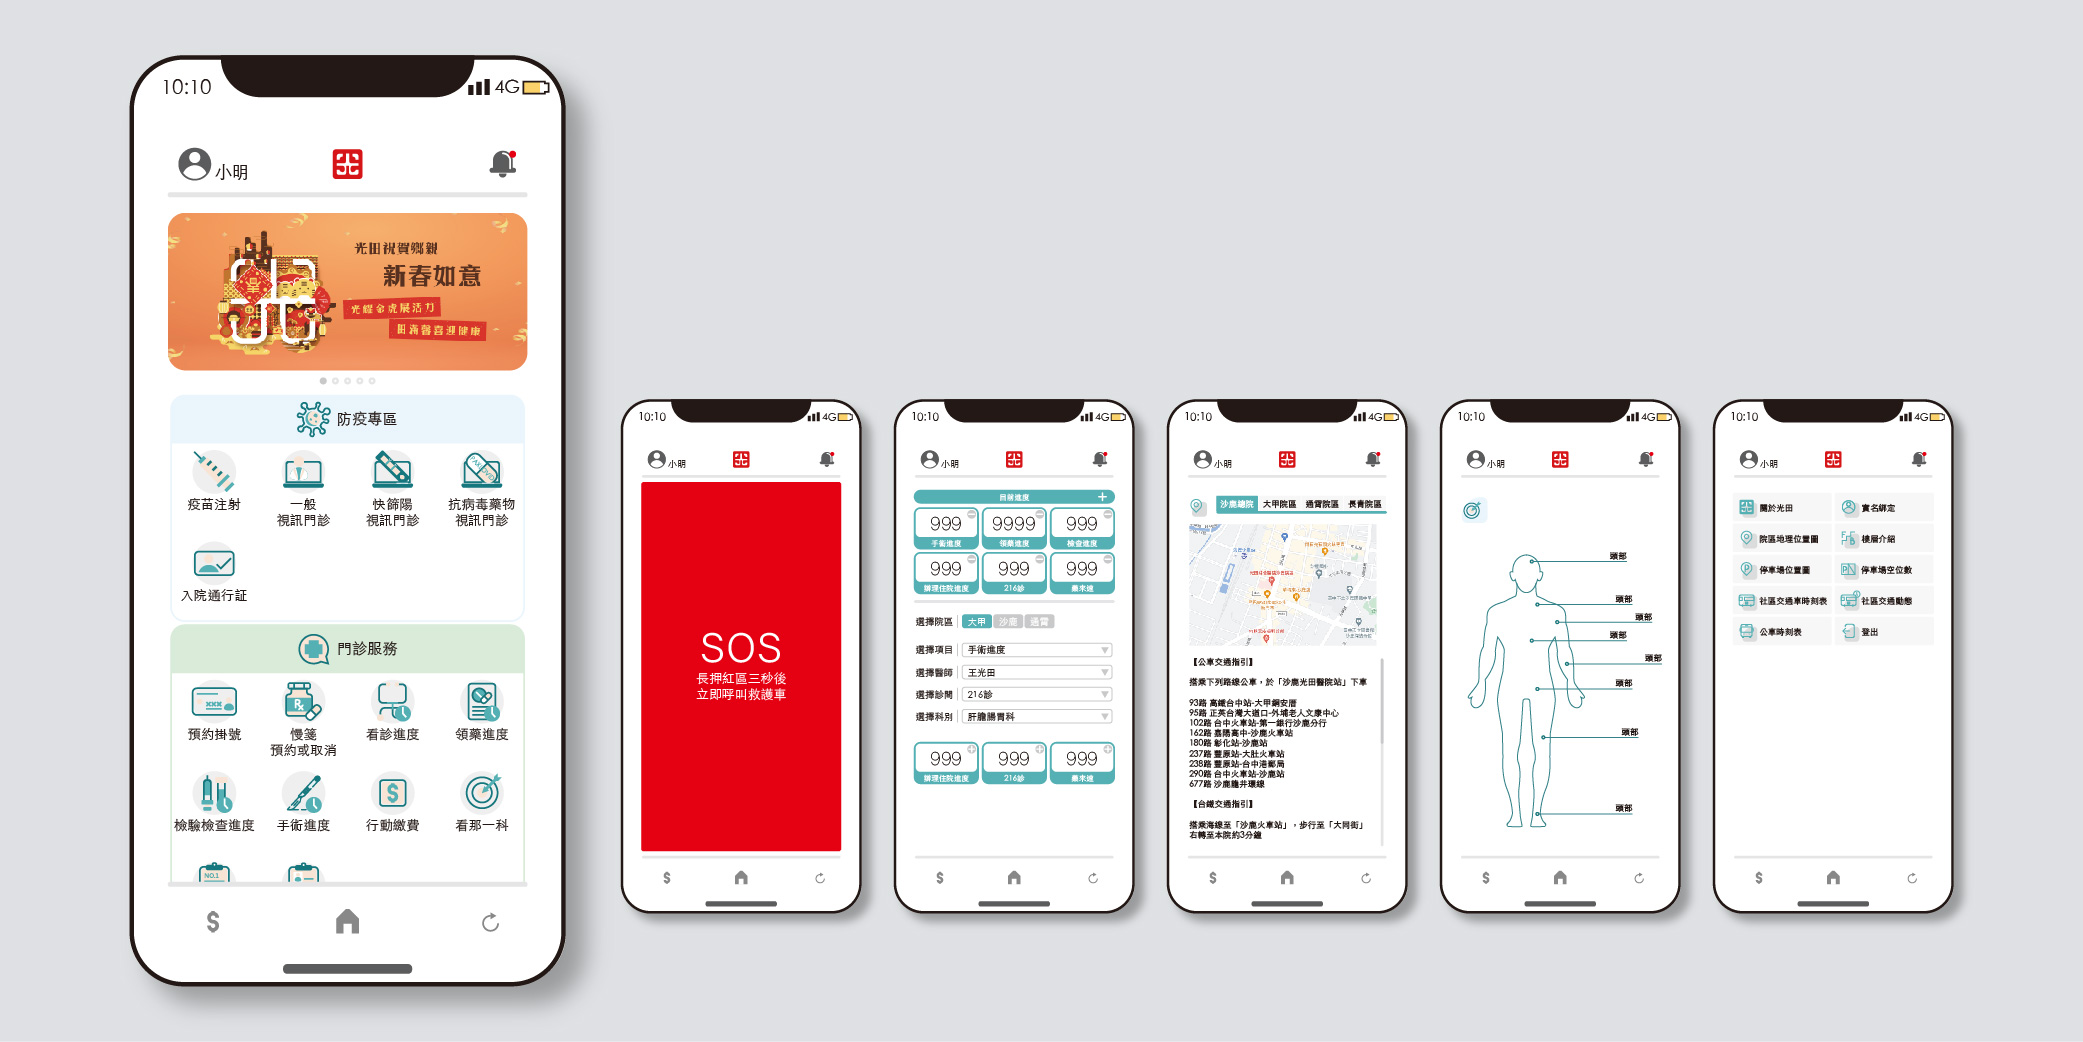 10:10
4G
小明
光田祝賀鄉親
新春如意
光耀金虎展活力
田滿馨喜迎健康
防疫專區
疫苗注射
一般
視訊門診
快篩陽
視訊門診
抗病毒藥物
視訊門診
入院通行証
門診服務
預約掛號
慢箋
預約或取消
看診進度
領藥進度
檢驗檢查進度
手術進度
行動繳費
看那一科
NO.1
10:10
4G
小明
SOS
長押紅區三秒後
立即呼叫救護車
10:10
4G
小明
目前進度
999
9999
999
手術進度
領藥進度
檢查進度
999
999
999
辦理住院進度
216診
藥來速
選擇院區
大甲
沙鹿
通霄
選擇項目
手術進度
選擇醫師
王光田
選擇診間
216診
選擇科別
肝膽腸胃科
999
999
999
辦理住院進度
216診
藥來速
10:10
4G
小明
沙鹿總院
大甲院區
通霄院區
長青院區
【公車交通指引】
搭乘下列路線公車，於「沙鹿光田醫院站」下車
93路 高鐵台中站-大甲銅安厝
95路 正英台灣大道口-外埔老人文康中心
102路 台中火車站-第一銀行沙鹿分行
162路 嘉陽高中-沙鹿火車站
180路 彰化站-沙鹿站
237路 豐原站-大肚火車站
238路 豐原站-台中港郵局
290路 台中火車站-沙鹿站
677路 沙鹿龍井環線
【台鐵交通指引】
搭乘海線至「沙鹿火車站」，步行至「大同街」
右轉至本院約3分鐘
10:10
4G
小明
頭部
頭部
頭部
頭部
頭部
頭部
頭部
頭部
10:10
4G
小明
關於光田
實名綁定
院區地理位置圖
樓層介紹
停車場位置圖
停車場空位數
社區交通車時刻表
社區交通動態
公車時刻表
登出